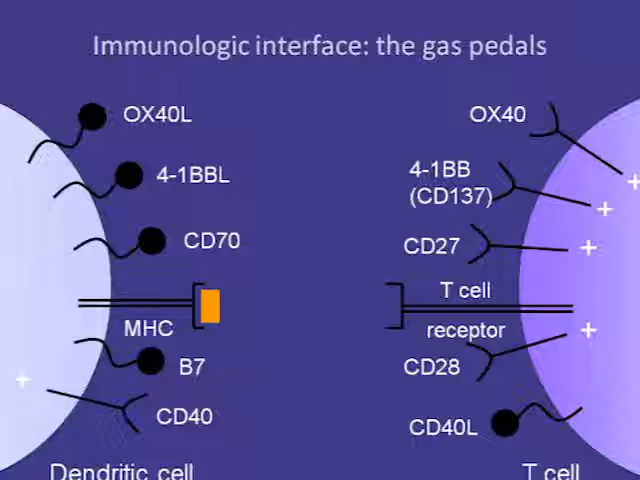 Immunologic interface: the gas pedals
OX40L
OX40
4-1BBL
4-1BB
(CD137)
+
+
CD70
CD27
+
T cell
MHC
receptor
+
B7
CD28
+
CD40
CD40L
Dendritic cell
T cell